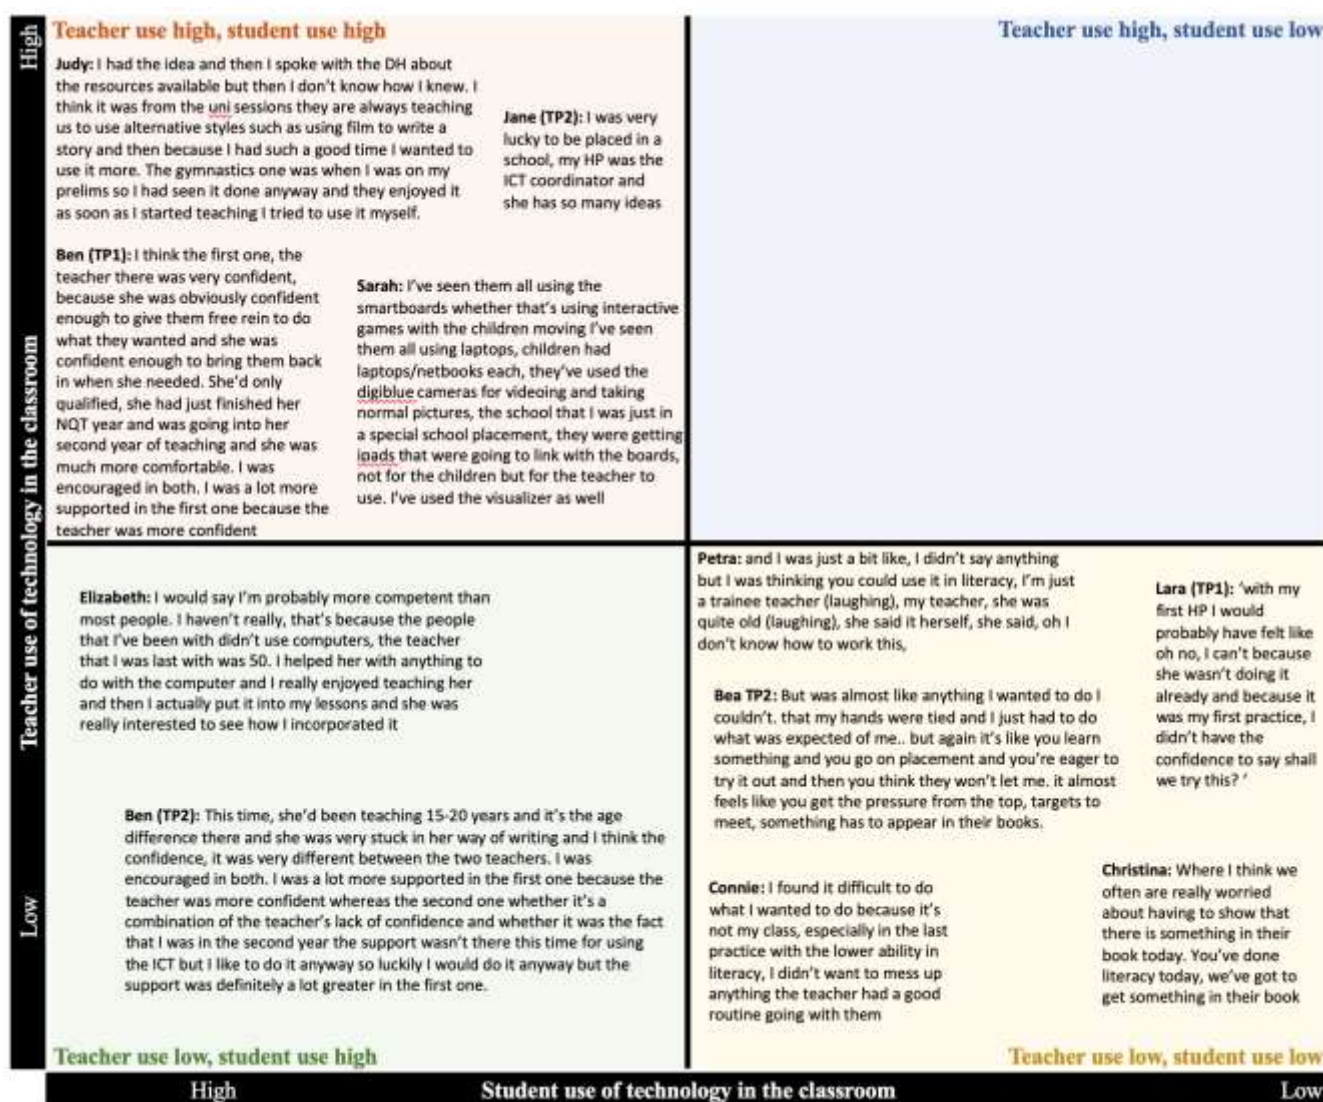 High
Teacher use of technology in the classroom
Low
Teacher use high, student use high
Judy: I had the idea and then I spoke with the DH about
the resources available but then I don't know how I knew. I
think it was from the uni sessions they are always teaching
us to use alternative styles such as using film to write a
story and then because I had such a good time I wanted to
use it more. The gymnastics one was when I was on my
prelims so I had seen it done anyway and they enjoyed it
as soon as I started teaching I tried to use it myself.
Jane (TP2): I was very
lucky to be placed in a
school, my HP was the
ICT coordinator and
she has so many ideas
Ben (TP1): I think the first one, the
teacher there was very confident,
because she was obviously confident
enough to give them free rein to do
what they wanted and she was
confident enough to bring them back
in when she needed. She'd only
qualified, she had just finished her
NQT year and was going into her
second year of teaching and she was
much more comfortable. I was
encouraged in both. I was a lot more
supported in the first one because the
teacher was more confident
Sarah: I've seen them all using the
smartboards whether that's using interactive
games with the children moving I've seen
them all using laptops, children had
laptops/netbooks each, they've used the
digiblue cameras for videoing and taking
normal pictures, the school that I was just in
a special school placement, they were getting
ipads that were going to link with the boards,
not for the children but for the teacher to
use. I've used the visualizer as well
Teacher use high, student use low
Elizabeth: I would say I'm probably more competent than
most people. I haven't really, that's because the people
that I've been with didn't use computers, the teacher
that I was last with was 50. I helped her with anything to
do with the computer and I really enjoyed teaching her
and then I actually put it into my lessons and she was
really interested to see how I incorporated it
Ben (TP2): This time, she'd been teaching 15-20 years and it's the age
difference there and she was very stuck in her way of writing and I think the
confidence, it was very different between the two teachers. I was
encouraged in both. I was a lot more supported in the first one because the
teacher was more confident whereas the second one whether it's a
combination of the teacher's lack of confidence and whether it was the fact
that I was in the second year the support wasn't there this time for using
the ICT but I like to do it anyway so luckily I would do it anyway but the
support was definitely a lot greater in the first one.
Teacher use low, student use high
Petra: and I was just a bit like, I didn't say anything
but I was thinking you could use it in literacy, I'm just
a trainee teacher (laughing), my teacher, she was
quite old (laughing), she said it herself, she said, oh I
don't know how to work this,
Lara (TP1): 'with my
first HP I would
probably have felt like
oh no, I can't because
she wasn't doing it
already and because it
was my first practice, I
didn't have the
confidence to say shall
we try this? '
Bea TP2: But was almost like anything I wanted to do I
couldn't. that my hands were tied and I just had to do
what was expected of me.. but again it's like you learn
something and you go on placement and you're eager to
try it out and then you think they won't let me. it almost
feels like you get the pressure from the top, targets to
meet, something has to appear in their books.
Connie: I found it difficult to do
what I wanted to do because it's
not my class, especially in the last
practice with the lower ability in
literacy, I didn't want to mess up
anything the teacher had a good
routine going with them
Christina: Where I think we
often are really worried
about having to show that
there is something in their
book today. You've done
literacy today, we've got to
get something in their book
Teacher use low, student use low
High
Student use of technology in the classroom
Low